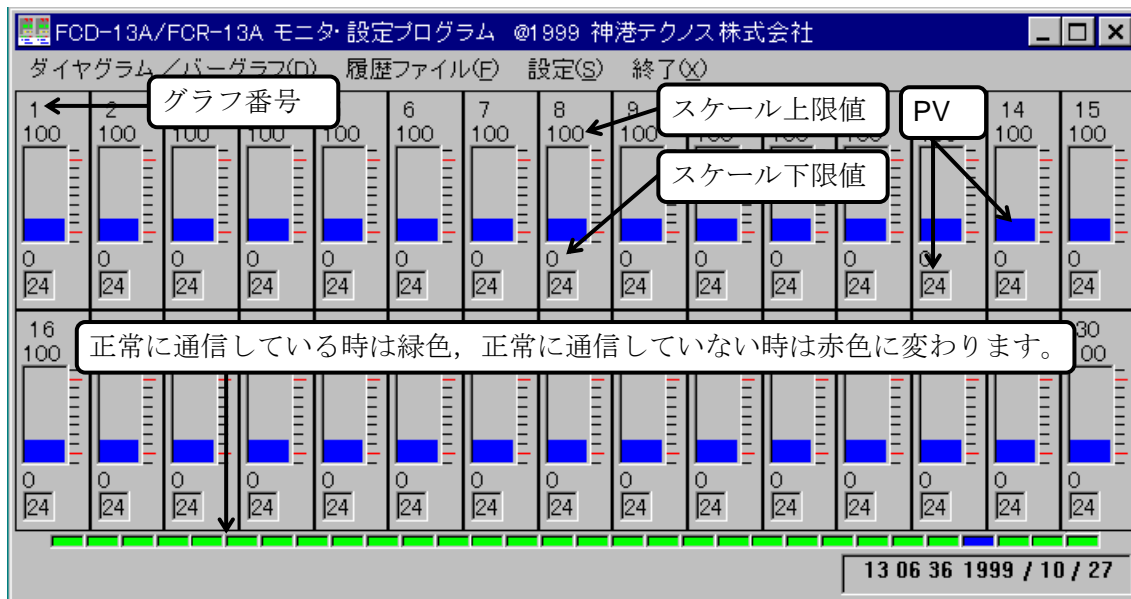 FCD-13A/FCR-13A モニタ・設定プログラム @1999 神港テクノス株式会社
ダイヤグラム／バーグラフ(D) 履歴ファイル(F) 設定(S) 終了(X)
グラフ番号
スケール上限値
PV
スケール下限値
1 2 6 7 8 9 14 15
100 100 100 100 100 100 100 100 100 100 100
0 0 0 0 0 0 0 0 0 0 0 0 0 0 0
24 24 24 24 24 24 24 24 24 24 24 24 24 24 24
正常に通信している時は緑色，正常に通信していない時は赤色に変わります。
16 30
100 00
0 0 0 0 0 0 0 0 0 0 0 0 0 0 0
24 24 24 24 24 24 24 24 24 24 24 24 24 24 24
13 06 36 1999 / 10 / 27